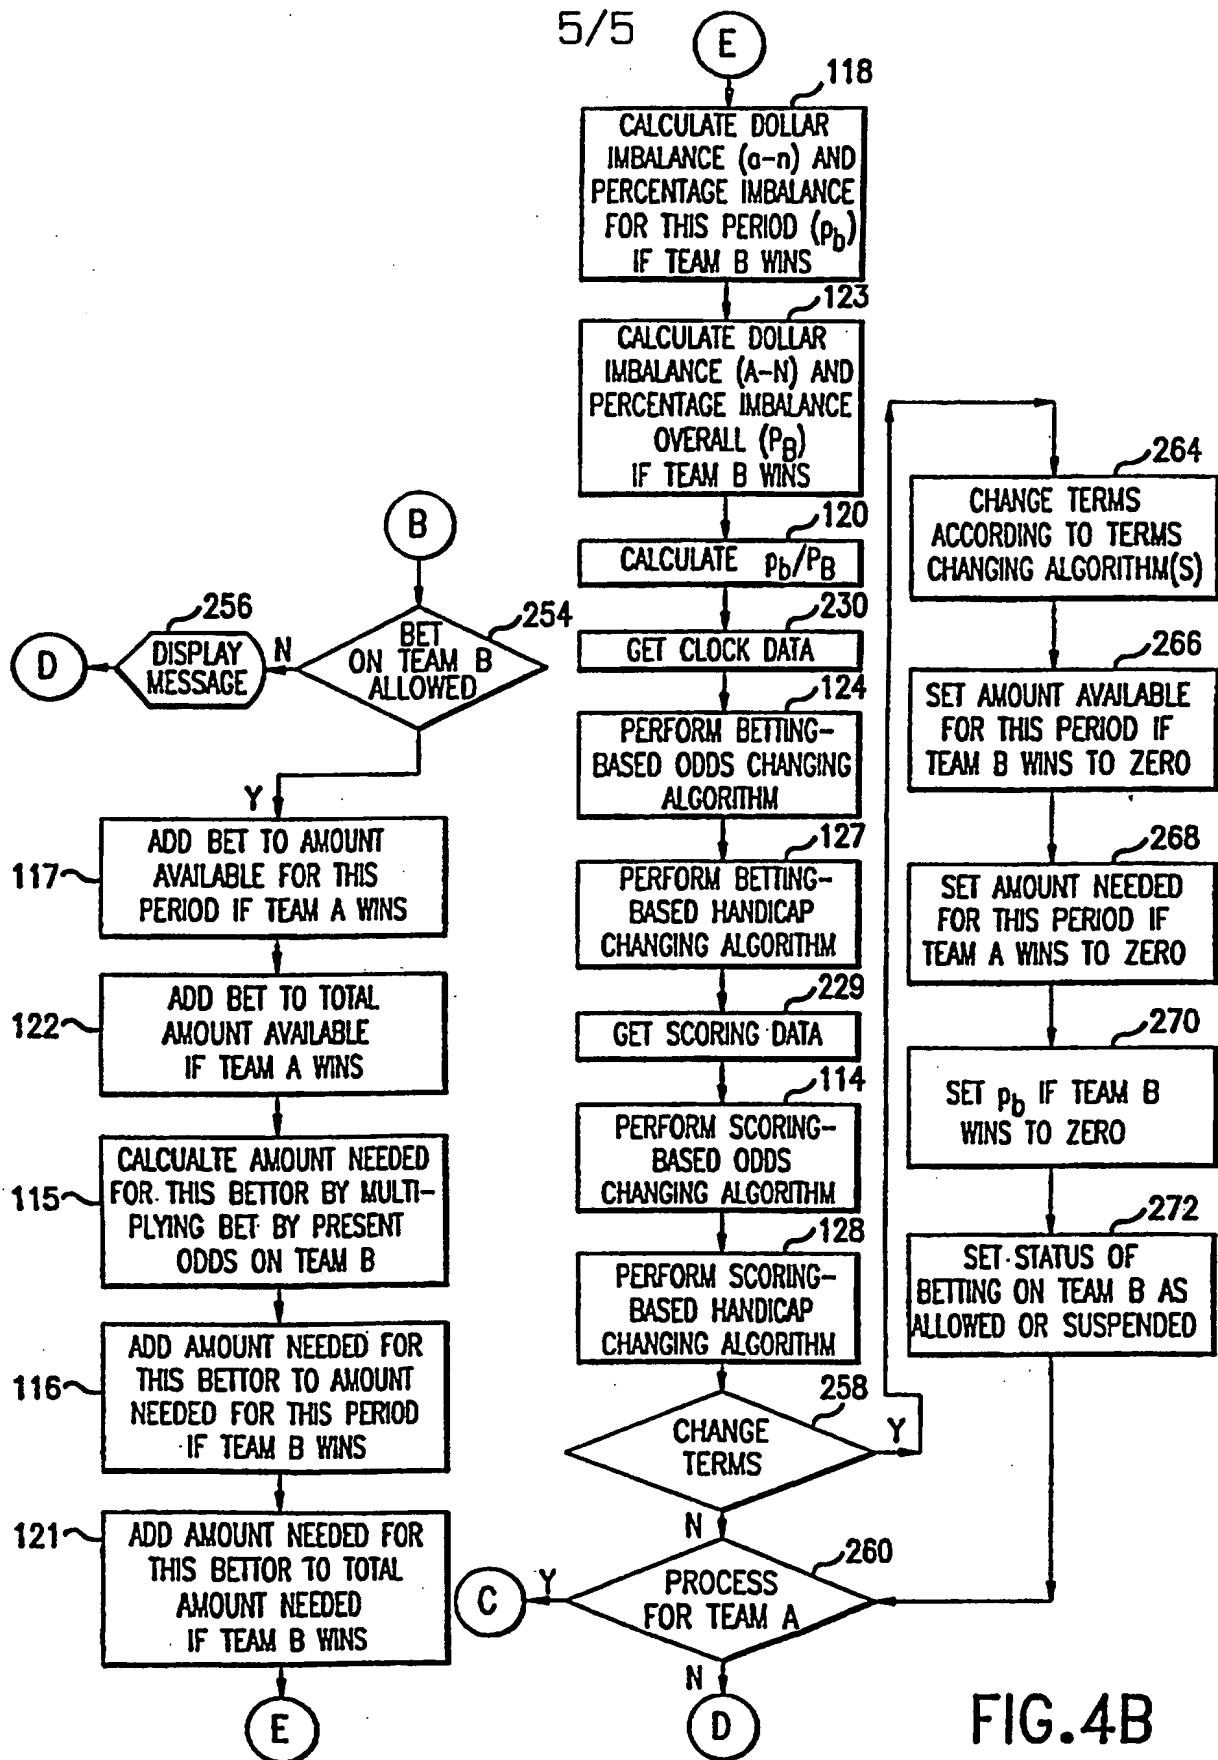 5/5
E
118
CALCULATE DOLLAR
IMBALANCE (a-n) AND
PERCENTAGE IMBALANCE
FOR THIS PERIOD (pb)
IF TEAM B WINS
123
CALCULATE DOLLAR
IMBALANCE (A-N) AND
PERCENTAGE IMBALANCE
OVERALL (PB)
IF TEAM B WINS
120
CALCULATE pb/PB
230
GET CLOCK DATA
124
PERFORM BETTING-
BASED ODDS CHANGING
ALGORITHM
127
PERFORM BETTING-
BASED HANDICAP
CHANGING ALGORITHM
229
GET SCORING DATA
114
PERFORM SCORING-
BASED ODDS
CHANGING ALGORITHM
128
PERFORM SCORING-
BASED HANDICAP
CHANGING ALGORITHM
258
CHANGE
TERMS
Y
N
260
PROCESS
FOR TEAM A
Y
C
N
D
B
254
BET
ON TEAM B
ALLOWED
N
256
DISPLAY
MESSAGE
D
Y
117
ADD BET TO AMOUNT
AVAILABLE FOR THIS
PERIOD IF TEAM A WINS
122
ADD BET TO TOTAL
AMOUNT AVAILABLE
IF TEAM A WINS
115
CALCUALTE AMOUNT NEEDED
FOR THIS BETTOR BY MULTI-
PLYING BET BY PRESENT
ODDS ON TEAM B
116
ADD AMOUNT NEEDED FOR
THIS BETTOR TO AMOUNT
NEEDED FOR THIS PERIOD
IF TEAM B WINS
121
ADD AMOUNT NEEDED FOR
THIS BETTOR TO TOTAL
AMOUNT NEEDED
IF TEAM B WINS
E
264
CHANGE TERMS
ACCORDING TO TERMS
CHANGING ALGORITHM(S)
266
SET AMOUNT AVAILABLE
FOR THIS PERIOD IF
TEAM B WINS TO ZERO
268
SET AMOUNT NEEDED
FOR THIS PERIOD IF
TEAM A WINS TO ZERO
270
SET pb IF TEAM B
WINS TO ZERO
272
SET STATUS OF
BETTING ON TEAM B AS
ALLOWED OR SUSPENDED
FIG.4B